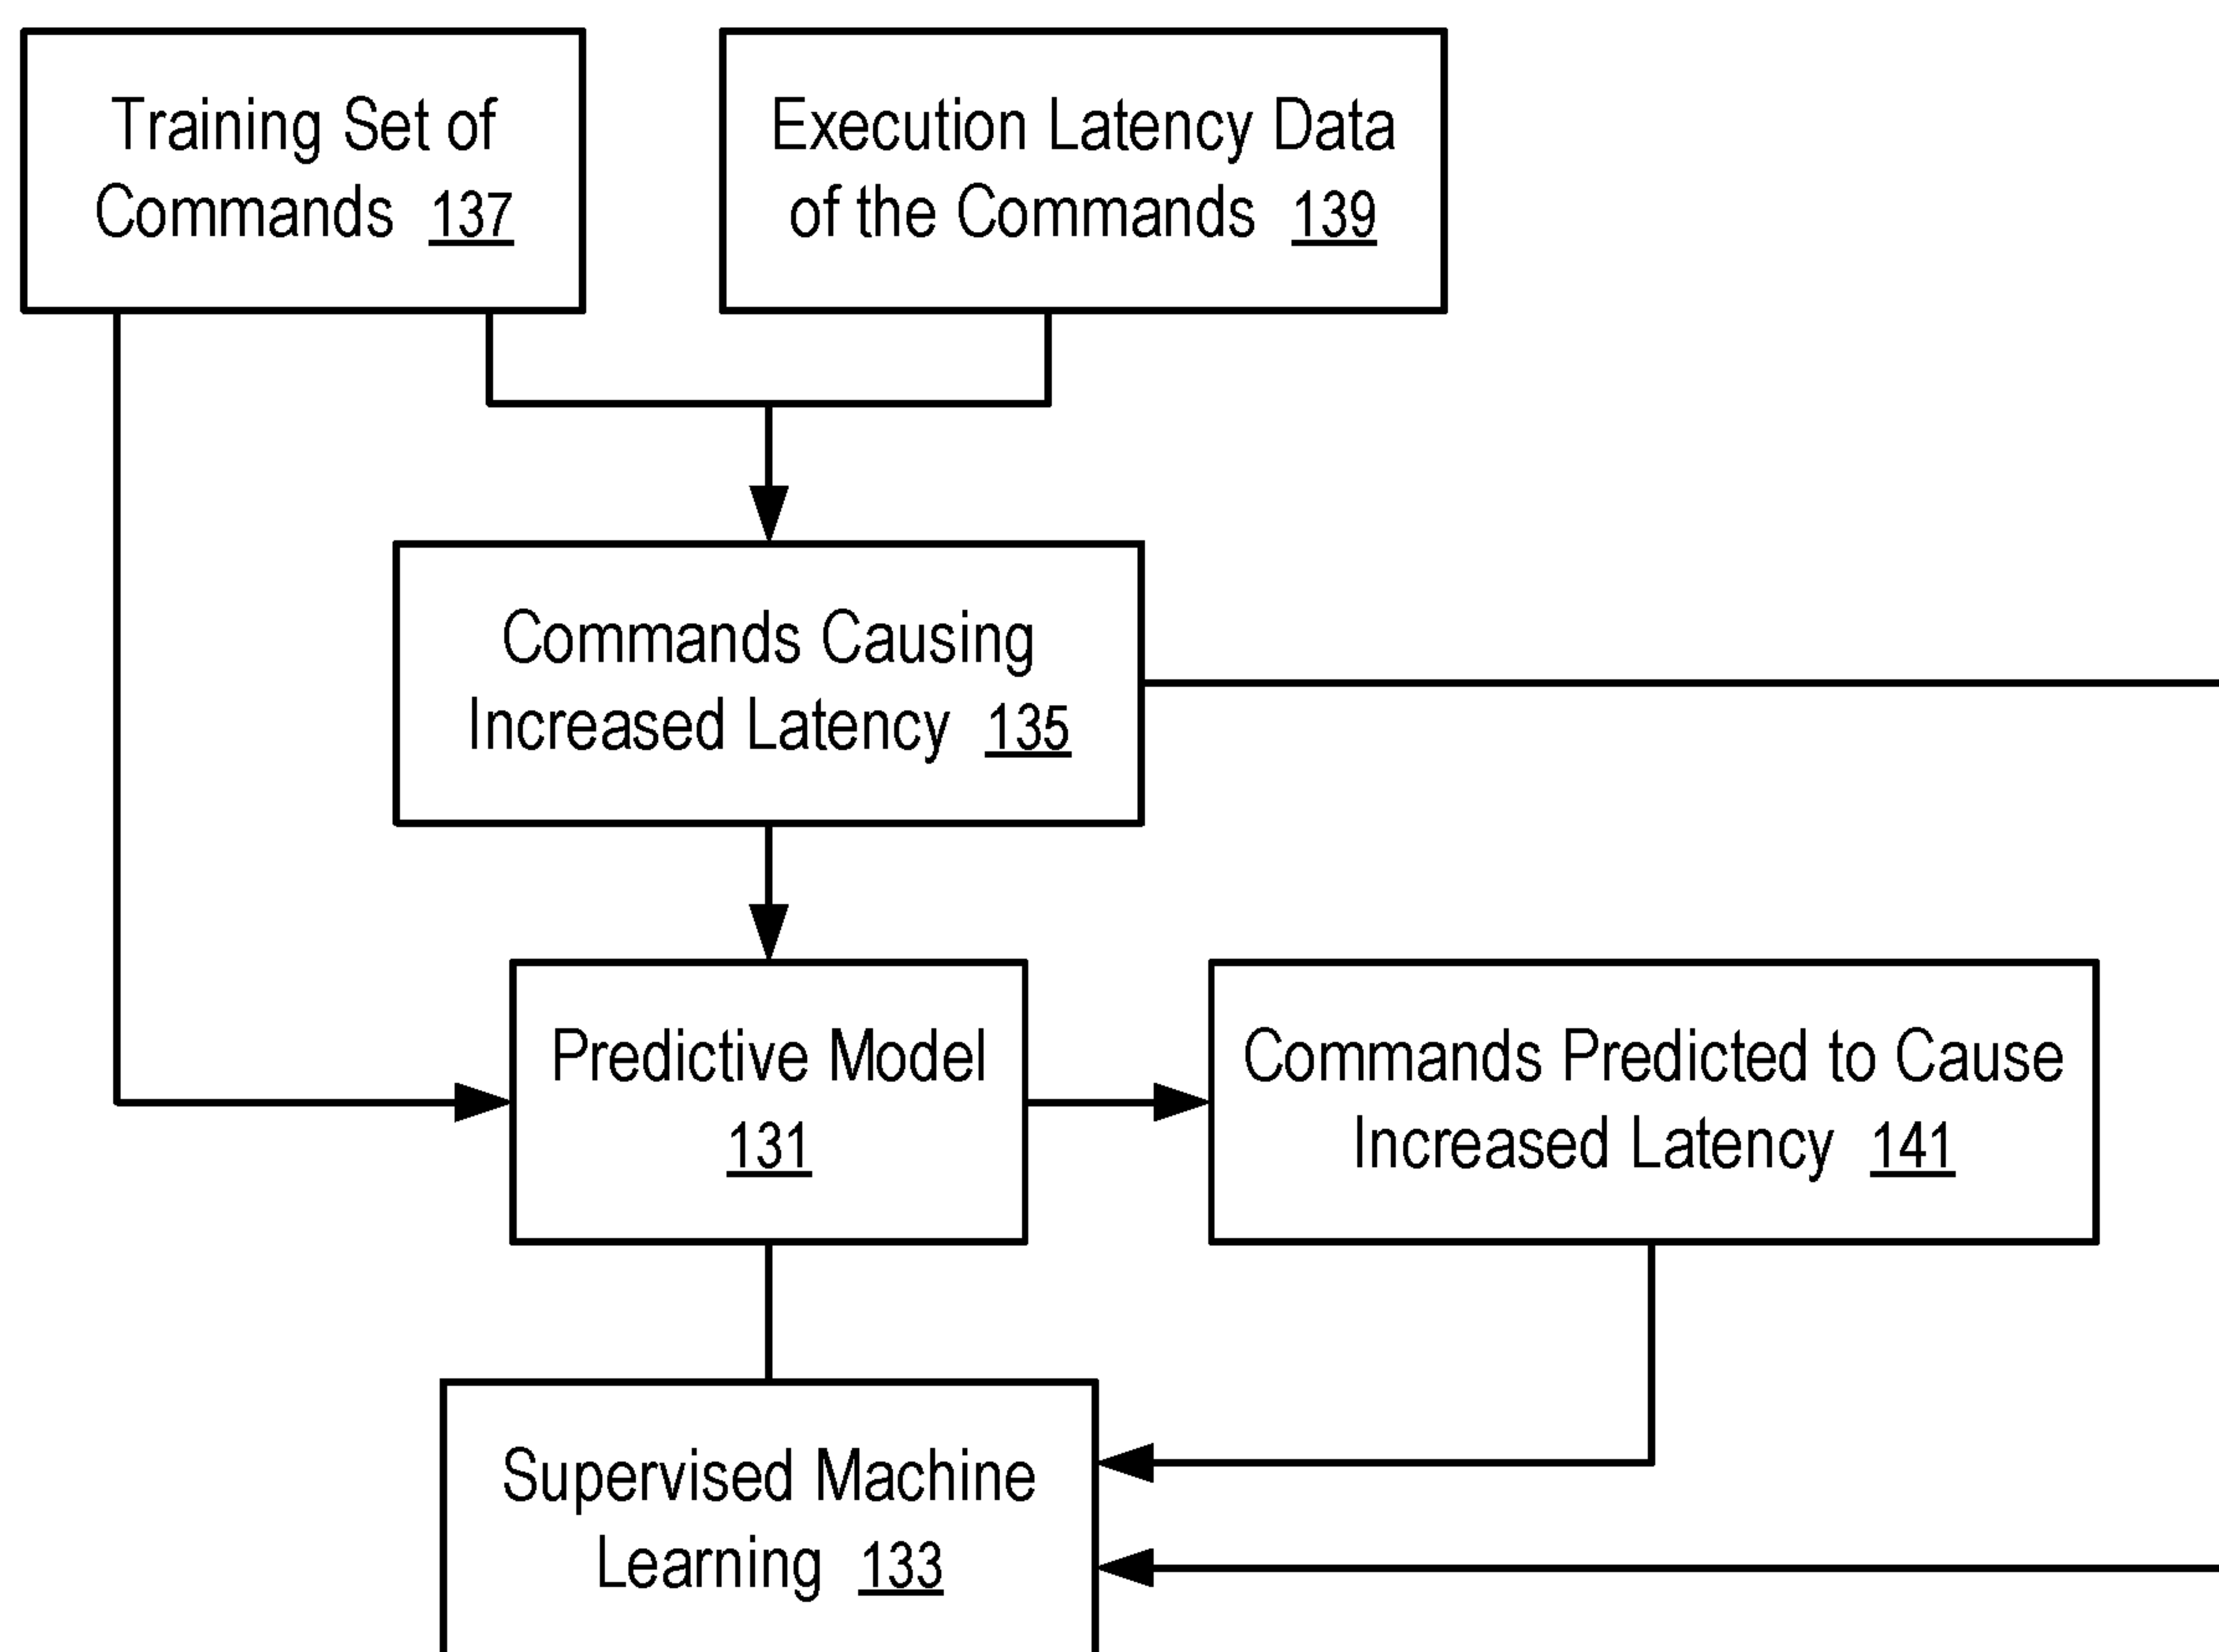 Training Set of
Commands 137
Execution Latency Data
of the Commands 139
Commands Causing
Increased Latency 135
Predictive Model
131
Commands Predicted to Cause
Increased Latency 141
Supervised Machine
Learning 133